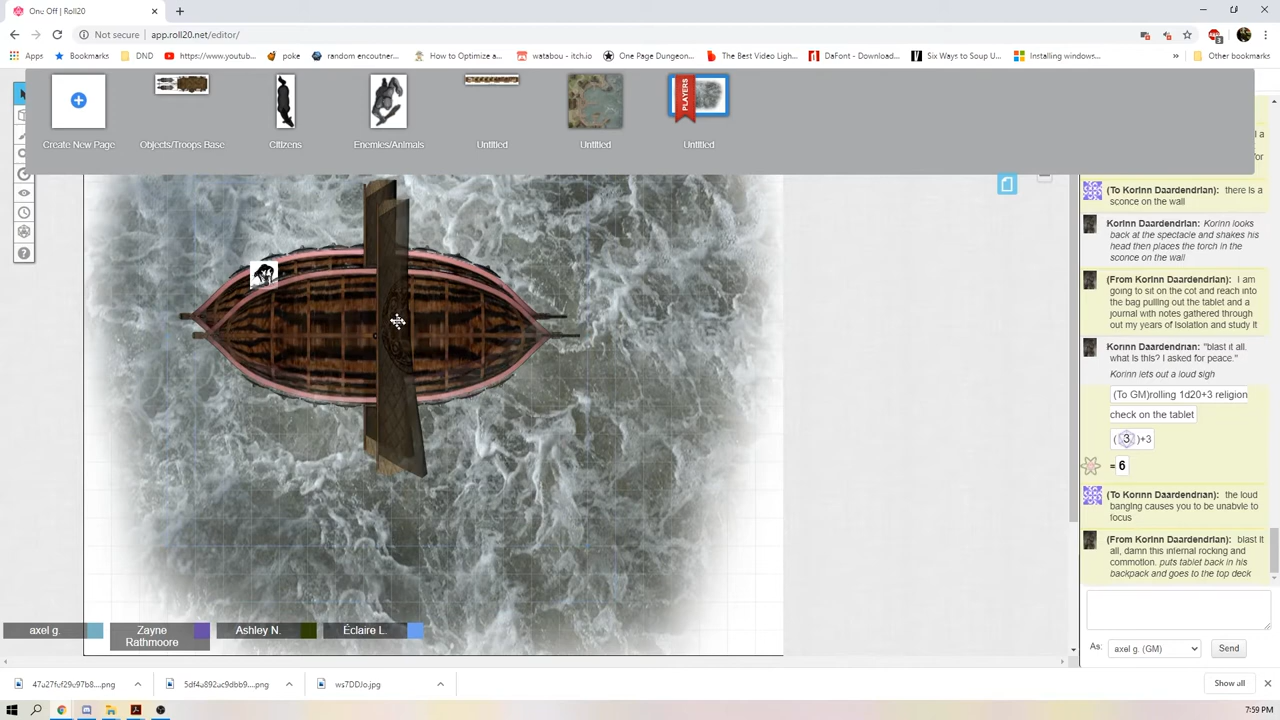 One Off | Roll20
Not secure | app.roll20.net/editor/
Apps Bookmarks DND https://www.youtub... poke random encoutner... How to Optimize a... watabou - itch.io One Page Dungeon... The Best Video Ligh... DaFont - Download... Six Ways to Soup U... Installing windows... Other bookmarks
PLAYERS
Create New Page Objects/Troops Base Citizens Enemies/Animals Untitled Untitled Untitled
(To Korinn Daardendrian): there is a
sconce on the wall
Korinn Daardendrian: Korinn looks
back at the spectacle and shakes his
head then places the torch in the
sconce on the wall
(From Korinn Daardendrian): I am
going to sit on the cot and reach into
the bag pulling out the tablet and a
journal with notes gathered through
out my years of isolation and study it
Korinn Daardendrian: "blast it all.
what is this? I asked for peace."
Korinn lets out a loud sigh
(To GM)rolling 1d20+3 religion
check on the tablet
(3)+3
= 6
(To Korinn Daardendrian): the loud
banging causes you to be unabvle to
focus
(From Korinn Daardendrian): blast it
all, damn this infernal rocking and
commotion. puts tablet back in his
backpack and goes to the top deck
axel g. Zayne
Rathmoore Ashley N. Éclaire L.
As: axel g. (GM) Send
47a27fcf29c97b8....png 5df4a892ac9dbb9....png ws7DDJo.jpg Show all
7:59 PM